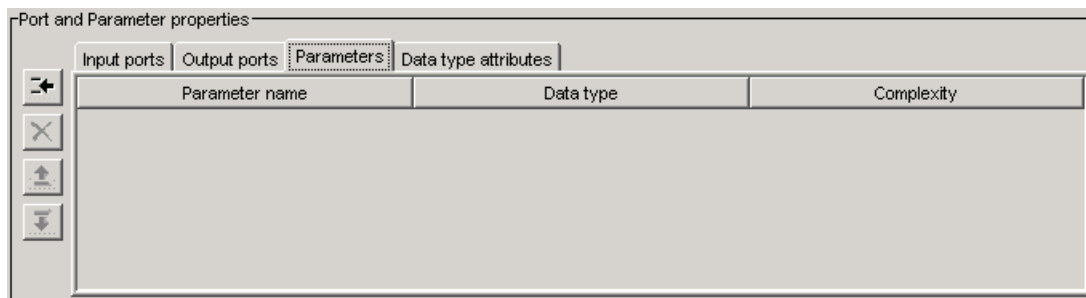 Port and Parameter properties
Input ports Output ports Parameters Data type attributes
Parameter name Data type Complexity